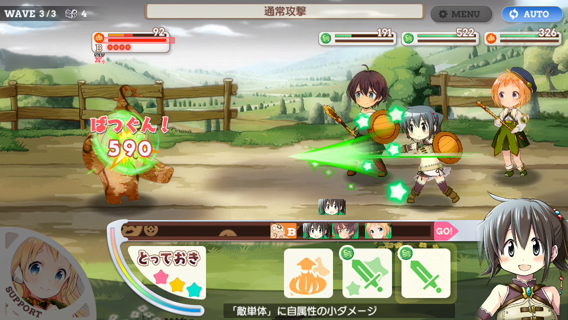 WAVE 3/3 4
通常攻撃
MENU
AUTO
92
191
522
326
ばつぐん!
590
B
GO!
とっておき
SUPPORT
「敵単体」に自属性の小ダメージ